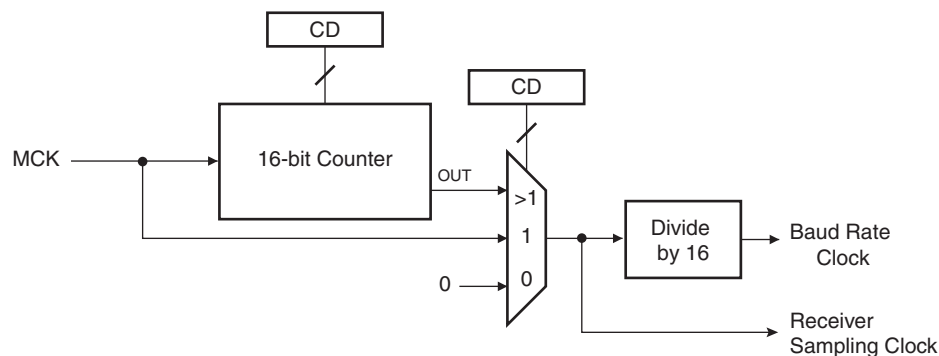 CD
CD
MCK
16-bit Counter
OUT
>1
1
0
0
Divide
by 16
Baud Rate
Clock
Receiver
Sampling Clock